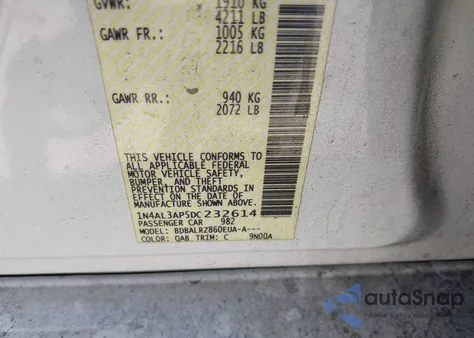 GVWR: 1910 KG
4211 LB
GAWR FR.: 1005 KG
2216 LB
GAWR RR.: 940 KG
2072 LB
THIS VEHICLE CONFORMS TO
ALL APPLICABLE FEDERAL
MOTOR VEHICLE SAFETY,
BUMPER, AND THEFT
PREVENTION STANDARDS IN
EFFECT ON THE DATE OF
MANUFACTURE SHOWN ABOVE.
1N4AL3AP5DC232614
PASSENGER CAR 982
MODEL: BDBALRZ860EUA-A---
COLOR: QAB TRIM: C 9N00A
autoSnap